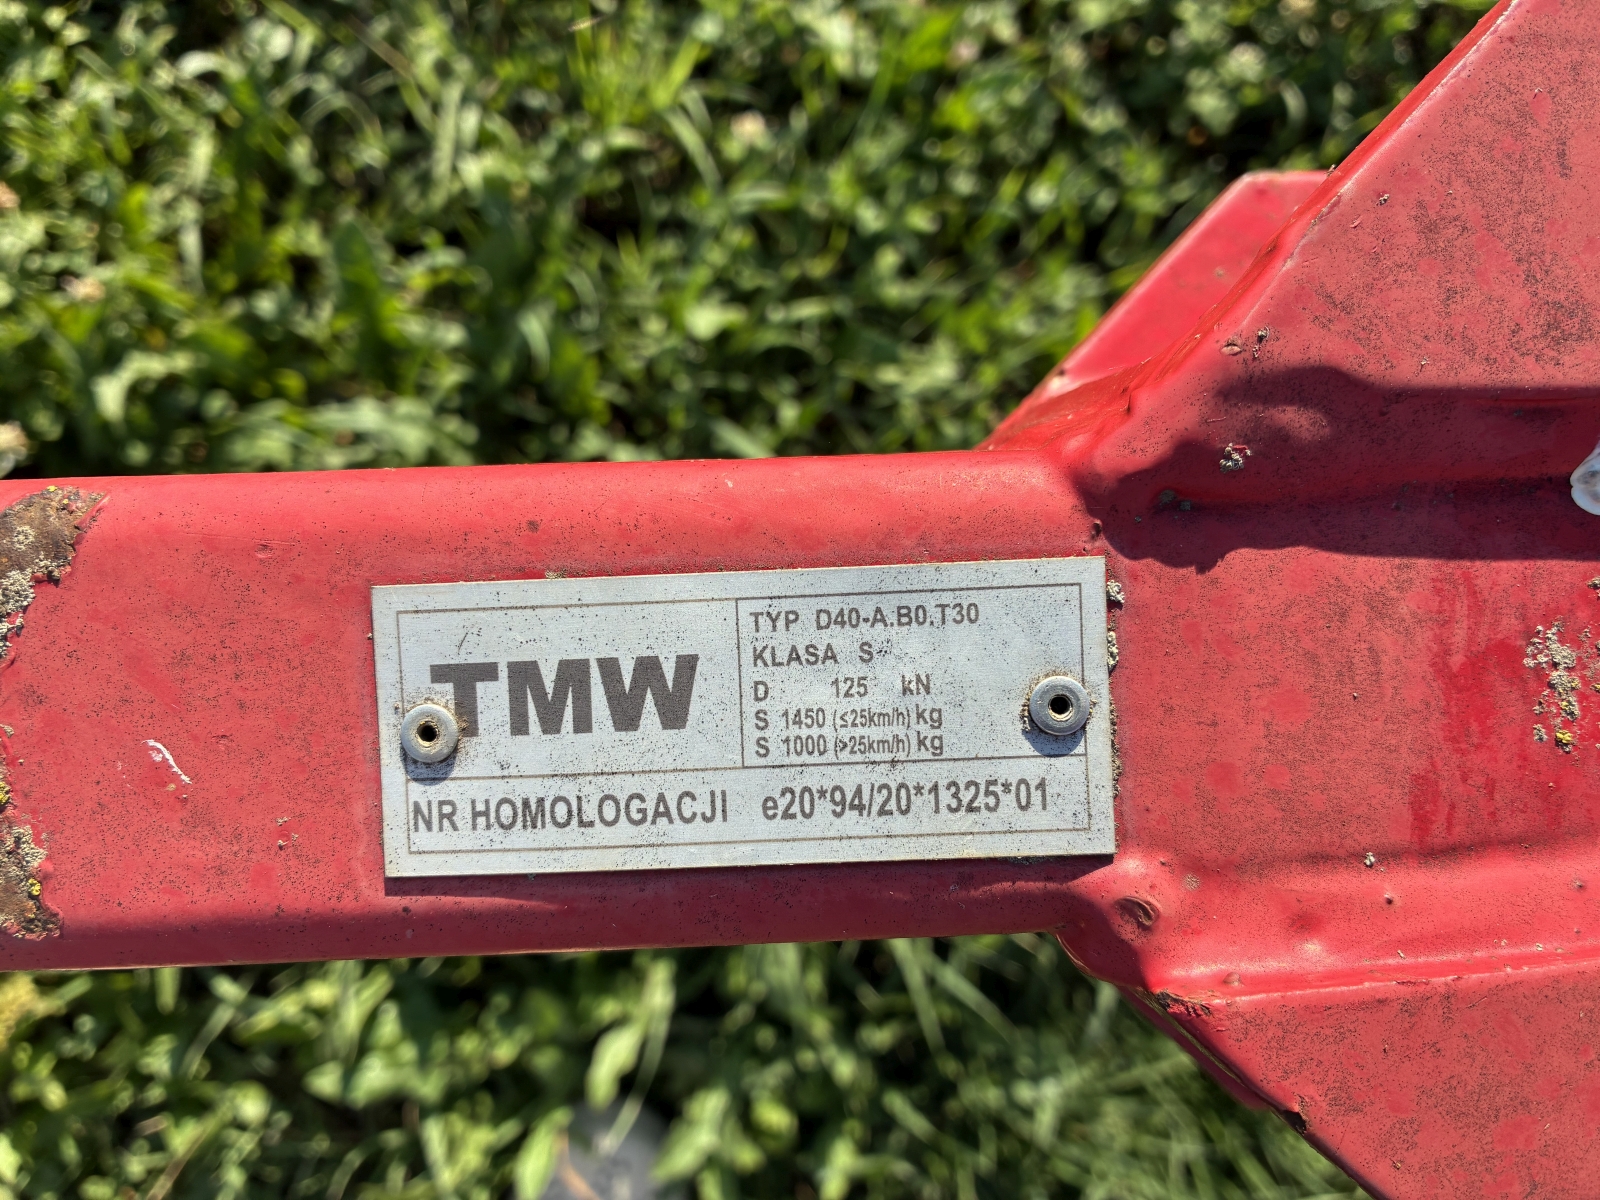 TMW
TYP D40-A.B0.T30
KLASA S
D 125 kN
S 1450 (≤25km/h) kg
S 1000 (>25km/h) kg
NR HOMOLOGACJI e20*94/20*1325*01